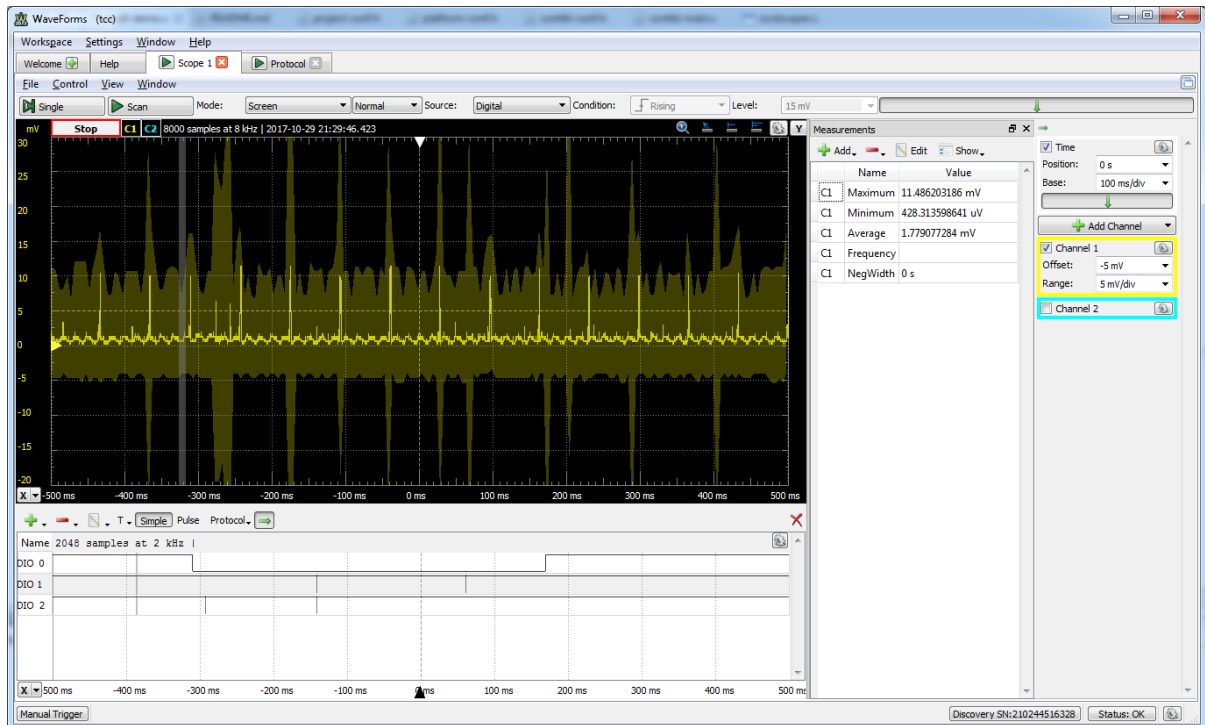 WaveForms (tcc)
Workspace Settings Window Help
Welcome Help Scope 1 Protocol
File Control View Window
Single Scan Mode: Screen Normal Source: Digital Condition: Rising Level: 15 mV
mV Stop C1 C2 8000 samples at 8 kHz | 2017-10-29 21:29:46.423 Y
30
25
20
15
10
5
0
-5
-10
-15
-20
X -500 ms -400 ms -300 ms -200 ms -100 ms 0 ms 100 ms 200 ms 300 ms 400 ms 500 ms
Measurements
Add Edit Show
Name Value
C1 Maximum 11.486203186 mV
C1 Minimum 428.313598641 uV
C1 Average 1.779077284 mV
C1 Frequency
C1 NegWidth 0 s
Time
Position: 0 s
Base: 100 ms/div
Add Channel
Channel 1
Offset: -5 mV
Range: 5 mV/div
Channel 2
T Simple Pulse Protocol
Name 2048 samples at 2 kHz |
DIO 0
DIO 1
DIO 2
X 500 ms -400 ms -300 ms -200 ms -100 ms ms 100 ms 200 ms 300 ms 400 ms 500 ms
Manual Trigger Discovery SN:210244516328 Status: OK